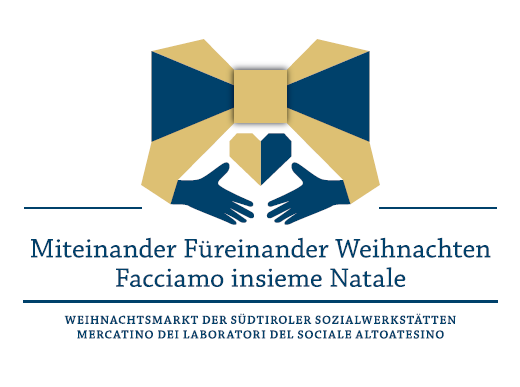 Miteinander Füreinander Weihnachten
Facciamo insieme Natale
WEIHNACHTSMARKT DER SÜDTIROLER SOZIALWERKSTÄTTEN
MERCATINO DEI LABORATORI DEL SOCIALE ALTOATESINO